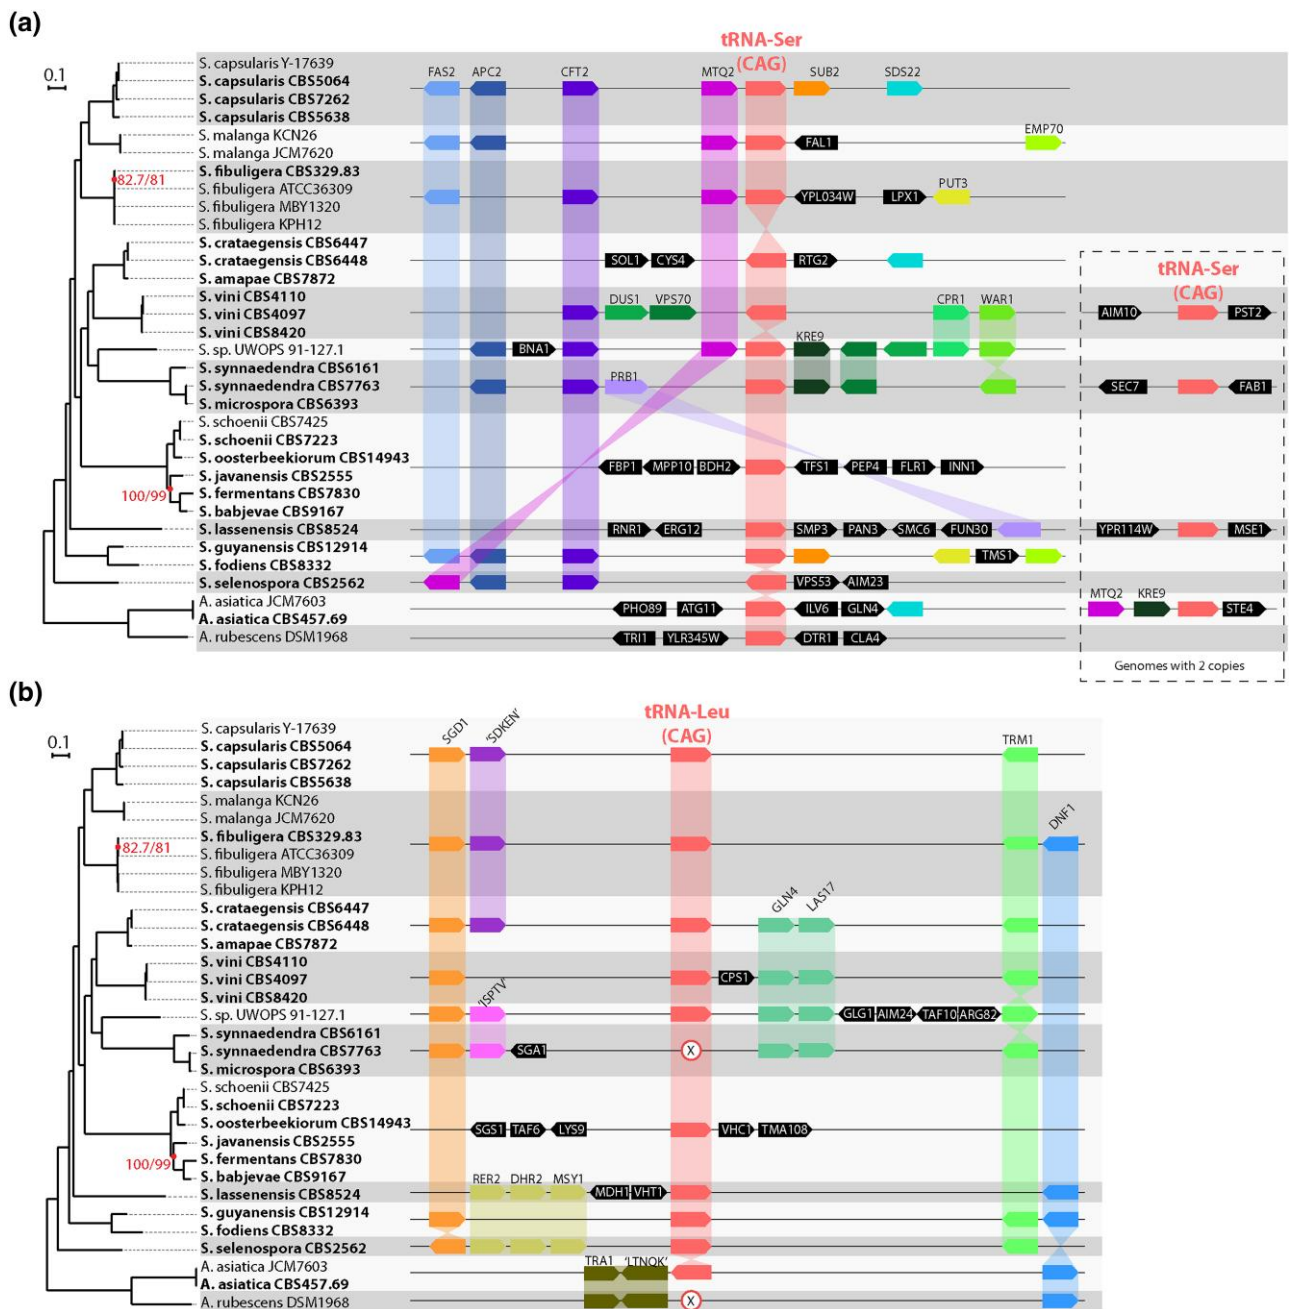 (a)
tRNA-Ser
(CAG)
0.1
FAS2 APC2 CFT2 MTQ2 SUB2 SDS22
S. capsularis Y-17639
S. capsularis CBS5064
S. capsularis CBS7262
S. capsularis CBS5638
EMP70
S. malanga KCN26
FAL1
S. malanga JCM7620
S. fibuligera CBS329.83
82.7/81
S. fibuligera ATCC36309
PUT3
YPL034W LPX1
S. fibuligera MBY1320
S. fibuligera KPH12
S. crataegensis CBS6447
S. crataegensis CBS6448
SOL1 CYS4 RTG2
S. amapae CBS7872
tRNA-Ser
(CAG)
S. vini CBS4110
DUS1 VPS70 CPR1 WAR1
S. vini CBS4097
AIM10 PST2
S. vini CBS8420
KRE9
S. sp. UWOPS 91-127.1
BNA1
S. synnaedendra CBS6161
PRB1
S. synnaedendra CBS7763
SEC7 FAB1
S. microspora CBS6393
S. schoenii CBS7425
S. schoenii CBS7223
S. oosterbeekiorum CBS14943
FBP1 MPP10 BDH2 TFS1 PEP4 FLR1 INN1
S. javanensis CBS2555
100/99
S. fermentans CBS7830
S. babjevae CBS9167
S. lassenensis CBS8524
RNR1 ERG12 SMP3 PAN3 SMC6 FUN30 YPR114W MSE1
S. guyanensis CBS12914
TMS1
S. fodiens CBS8332
S. selenospora CBS2562
VPS53 AIM23
MTQ2 KRE9
A. asiatica JCM7603
PHO89 ATG11 ILV6 GLN4 STE4
A. asiatica CBS457.69
A. rubescens DSM1968
TRI1 YLR345W DTR1 CLA4
Genomes with 2 copies
(b)
tRNA-Leu
(CAG)
0.1
SGD1 'SDKEN' TRM1
S. capsularis Y-17639
S. capsularis CBS5064
S. capsularis CBS7262
S. capsularis CBS5638
S. malanga KCN26
S. malanga JCM7620
DNF1
S. fibuligera CBS329.83
82.7/81
S. fibuligera ATCC36309
S. fibuligera MBY1320
S. fibuligera KPH12
GLN4 LAS17
S. crataegensis CBS6447
S. crataegensis CBS6448
S. amapae CBS7872
S. vini CBS4110
S. vini CBS4097
CPS1
S. vini CBS8420
'ISPTV'
S. sp. UWOPS 91-127.1
GLG1 AIM24 TAF10 ARG82
S. synnaedendra CBS6161
S. synnaedendra CBS7763
SGA1 X
S. microspora CBS6393
S. schoenii CBS7425
S. schoenii CBS7223
S. oosterbeekiorum CBS14943
SGS1 TAF6 LYS9 VHC1 TMA108
S. javanensis CBS2555
100/99
S. fermentans CBS7830
S. babjevae CBS9167
RER2 DHR2 MSY1
S. lassenensis CBS8524
MDH1 VHT1
S. guyanensis CBS12914
S. fodiens CBS8332
S. selenospora CBS2562
TRA1 'LTNQK'
A. asiatica JCM7603
A. asiatica CBS457.69
A. rubescens DSM1968
X